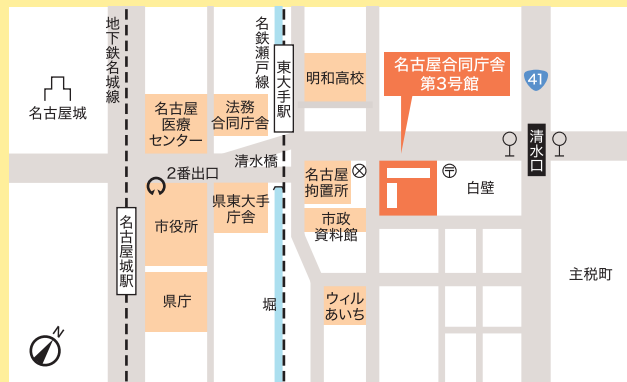 地下鉄名城線
名鉄瀬戸線
東大手駅
明和高校
名古屋合同庁舎
第3号館
41
名古屋城
名古屋
医療
センター
法務
合同庁舎
清水口
清水橋
2番出口
名古屋
拘置所
〒
白壁
県東大手
庁舎
市政
資料館
市役所
名古屋城駅
主税町
県庁
堀
ウィル
あいち
N